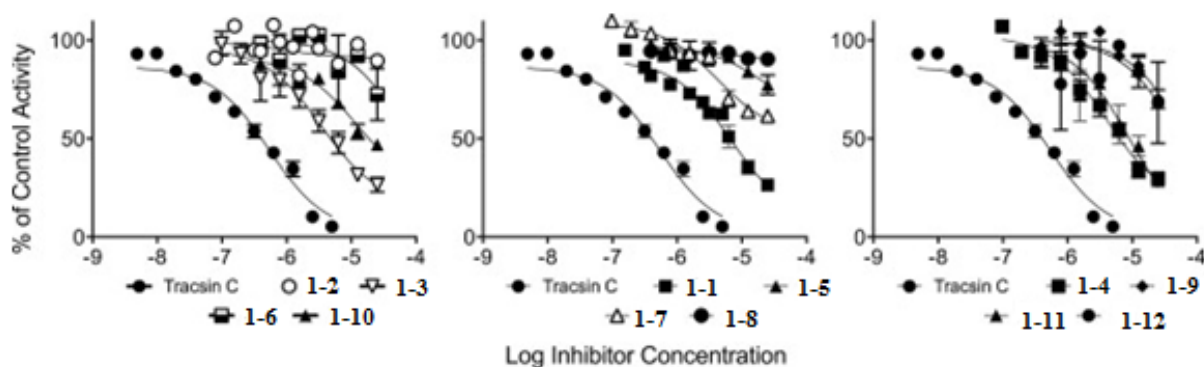 % of Control Activity
100
50
0
-9 -8 -7 -6 -5 -4
Tracsin C 1-2 1-3
1-6 1-10
100
50
0
-9 -8 -7 -6 -5 -4
Tracsin C 1-1 1-5
1-7 1-8
100
50
0
-9 -8 -7 -6 -5 -4
Tracsin C 1-4 1-9
1-11 1-12
Log Inhibitor Concentration